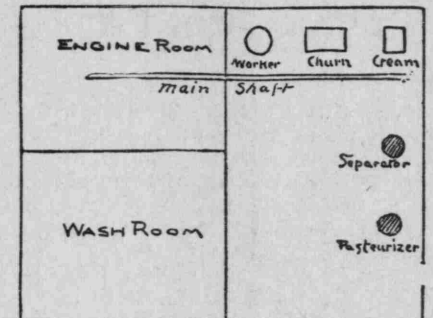 ENGINE ROOM
Worker Churn Cream
main shaft
Separator
WASH ROOM
Pasteurizer